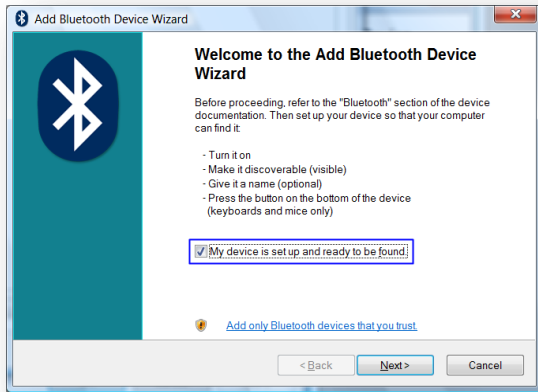 Add Bluetooth Device Wizard
Welcome to the Add Bluetooth Device
Wizard
Before proceeding, refer to the "Bluetooth" section of the device
documentation. Then set up your device so that your computer
can find it:
- Turn it on
- Make it discoverable (visible)
- Give it a name (optional)
- Press the button on the bottom of the device
(keyboards and mice only)
My device is set up and ready to be found.
Add only Bluetooth devices that you trust.
< Back Next > Cancel